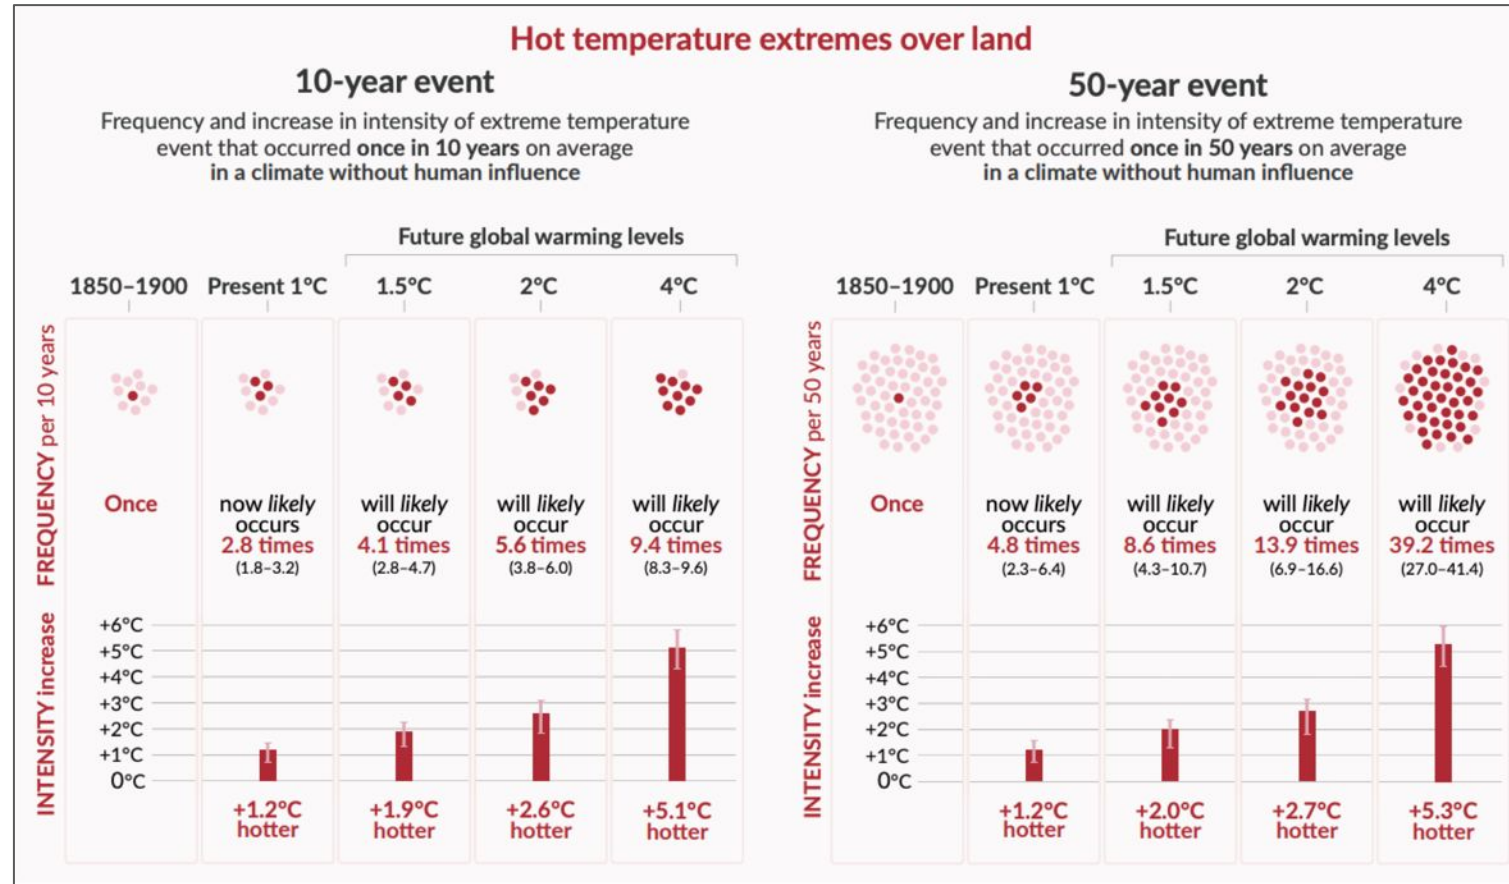 Hot temperature extremes over land
10-year event
Frequency and increase in intensity of extreme temperature
event that occurred once in 10 years on average
in a climate without human influence
Future global warming levels
1850–1900 Present 1°C 1.5°C 2°C 4°C
FREQUENCY per 10 years
Once
now likely
occurs
2.8 times
(1.8–3.2)
will likely
occur
4.1 times
(2.8–4.7)
will likely
occur
5.6 times
(3.8–6.0)
will likely
occur
9.4 times
(8.3–9.6)
INTENSITY increase
+6°C
+5°C
+4°C
+3°C
+2°C
+1°C
0°C
+1.2°C
hotter
+1.9°C
hotter
+2.6°C
hotter
+5.1°C
hotter
50-year event
Frequency and increase in intensity of extreme temperature
event that occurred once in 50 years on average
in a climate without human influence
Future global warming levels
1850–1900 Present 1°C 1.5°C 2°C 4°C
FREQUENCY per 50 years
Once
now likely
occurs
4.8 times
(2.3–6.4)
will likely
occur
8.6 times
(4.3–10.7)
will likely
occur
13.9 times
(6.9–16.6)
will likely
occur
39.2 times
(27.0–41.4)
INTENSITY increase
+6°C
+5°C
+4°C
+3°C
+2°C
+1°C
0°C
+1.2°C
hotter
+2.0°C
hotter
+2.7°C
hotter
+5.3°C
hotter